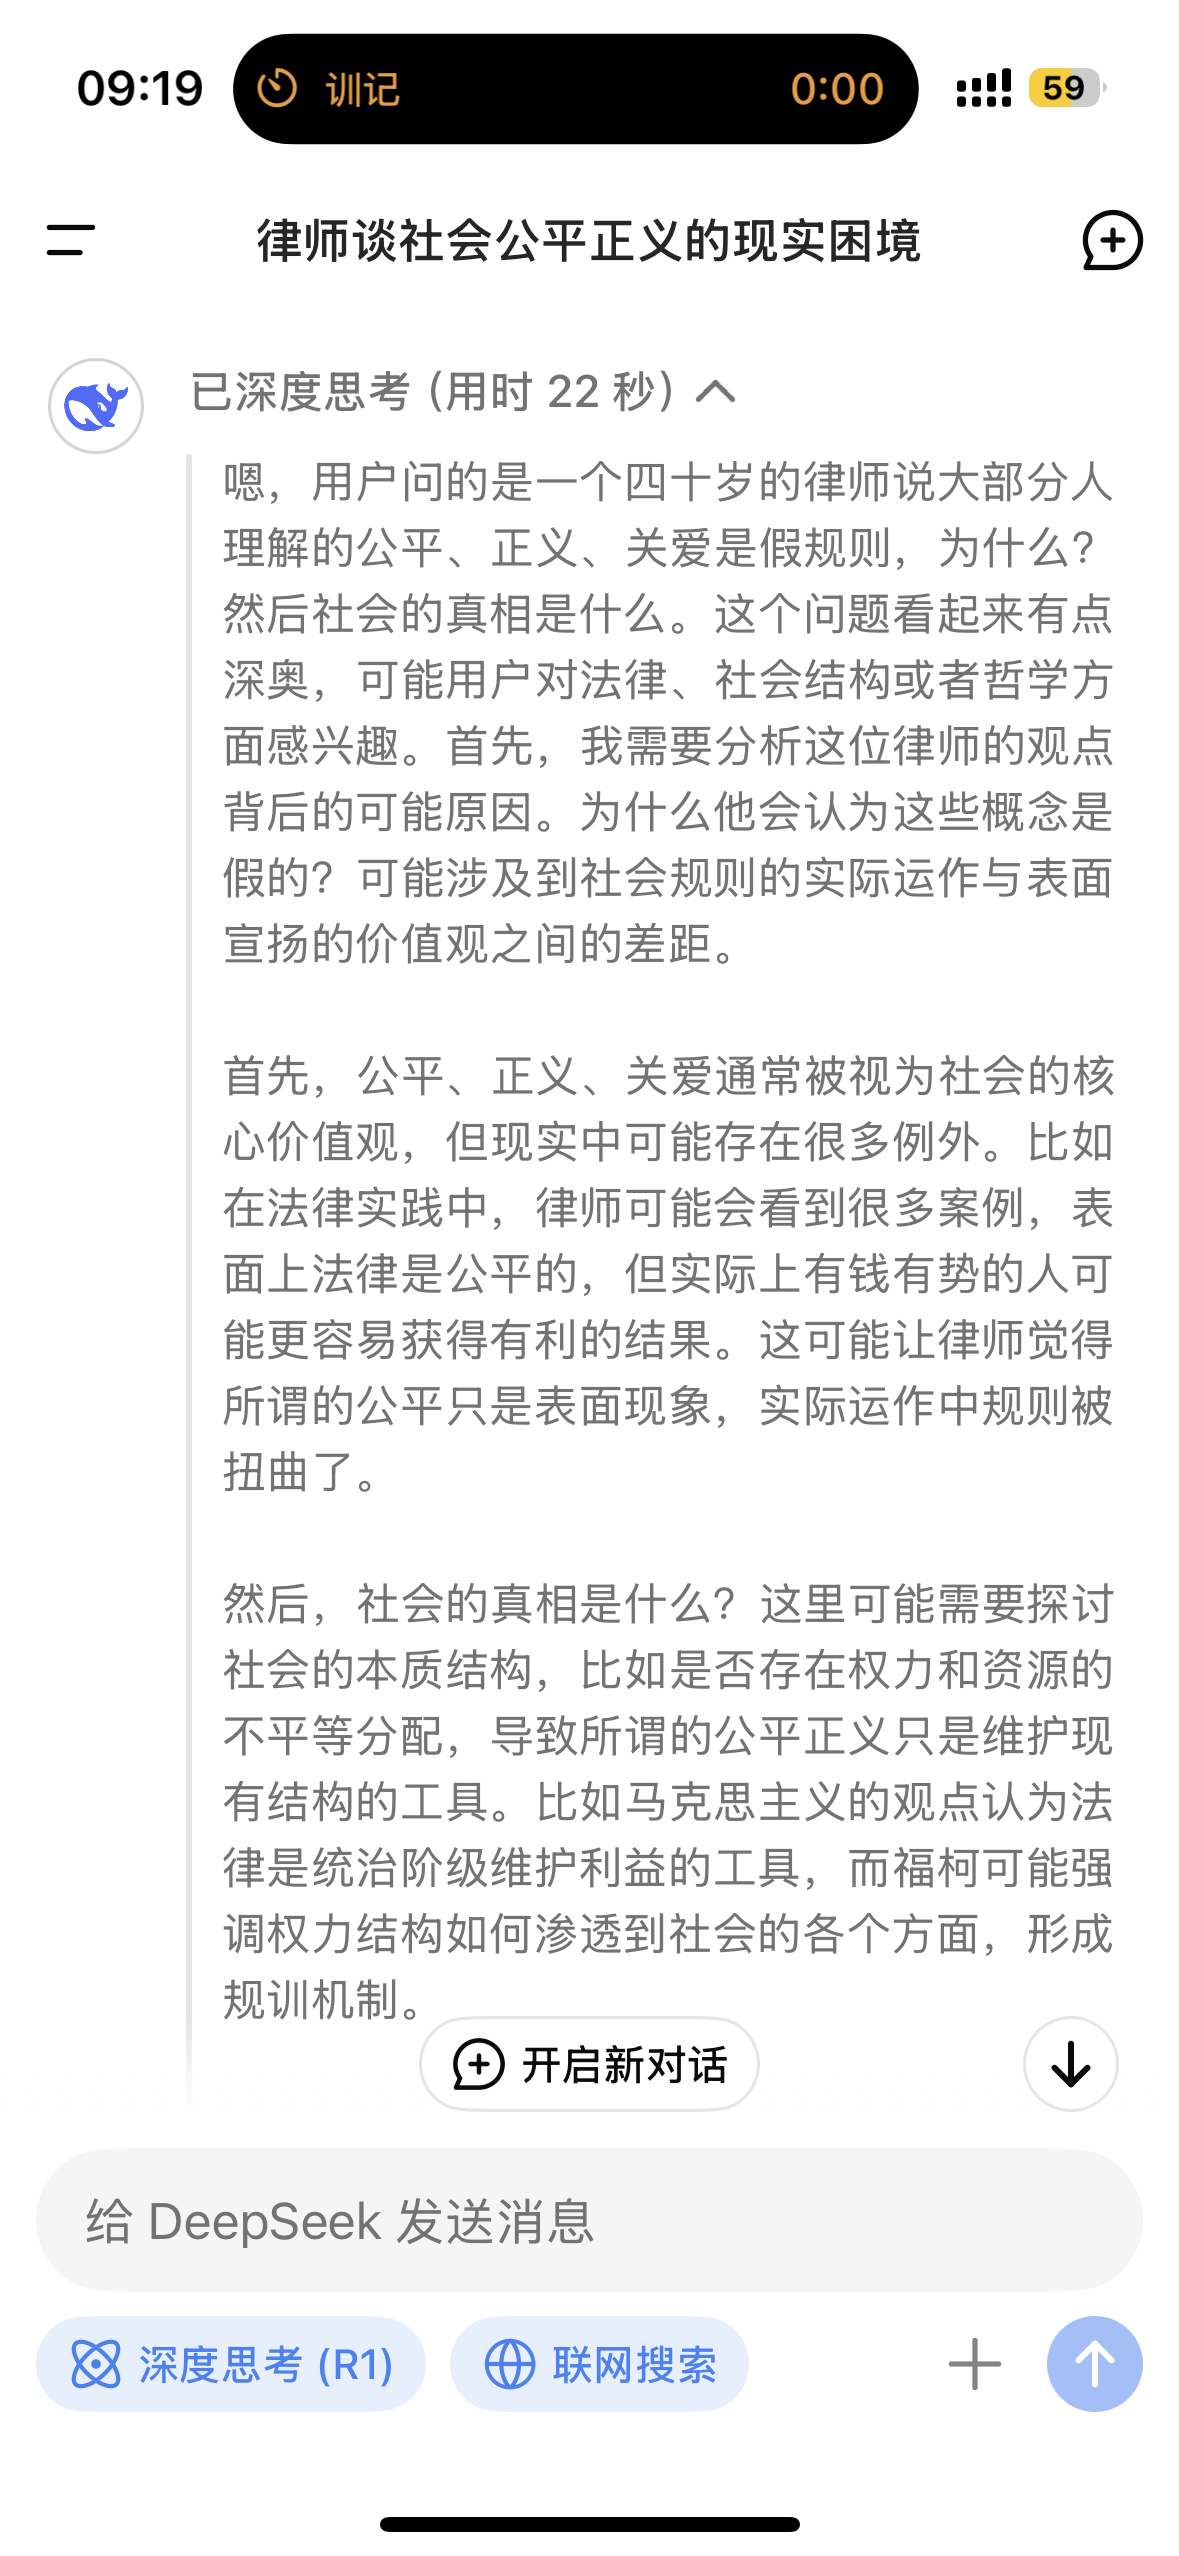 09:19
训记
0:00
59
律师谈社会公平正义的现实困境
已深度思考 (用时 22 秒)
嗯，用户问的是一个四十岁的律师说大部分人
理解的公平、正义、关爱是假规则，为什么？
然后社会的真相是什么。这个问题看起来有点
深奥，可能用户对法律、社会结构或者哲学方
面感兴趣。首先，我需要分析这位律师的观点
背后的可能原因。为什么他会认为这些概念是
假的？可能涉及到社会规则的实际运作与表面
宣扬的价值观之间的差距。
首先，公平、正义、关爱通常被视为社会的核
心价值观，但现实中可能存在很多例外。比如
在法律实践中，律师可能会看到很多案例，表
面上法律是公平的，但实际上有钱有势的人可
能更容易获得有利的结果。这可能让律师觉得
所谓的公平只是表面现象，实际运作中规则被
扭曲了。
然后，社会的真相是什么？这里可能需要探讨
社会的本质结构，比如是否存在权力和资源的
不平等分配，导致所谓的公平正义只是维护现
有结构的工具。比如马克思主义的观点认为法
律是统治阶级维护利益的工具，而福柯可能强
调权力结构如何渗透到社会的各个方面，形成
规训机制。
开启新对话
给 DeepSeek 发送消息
深度思考 (R1)
联网搜索